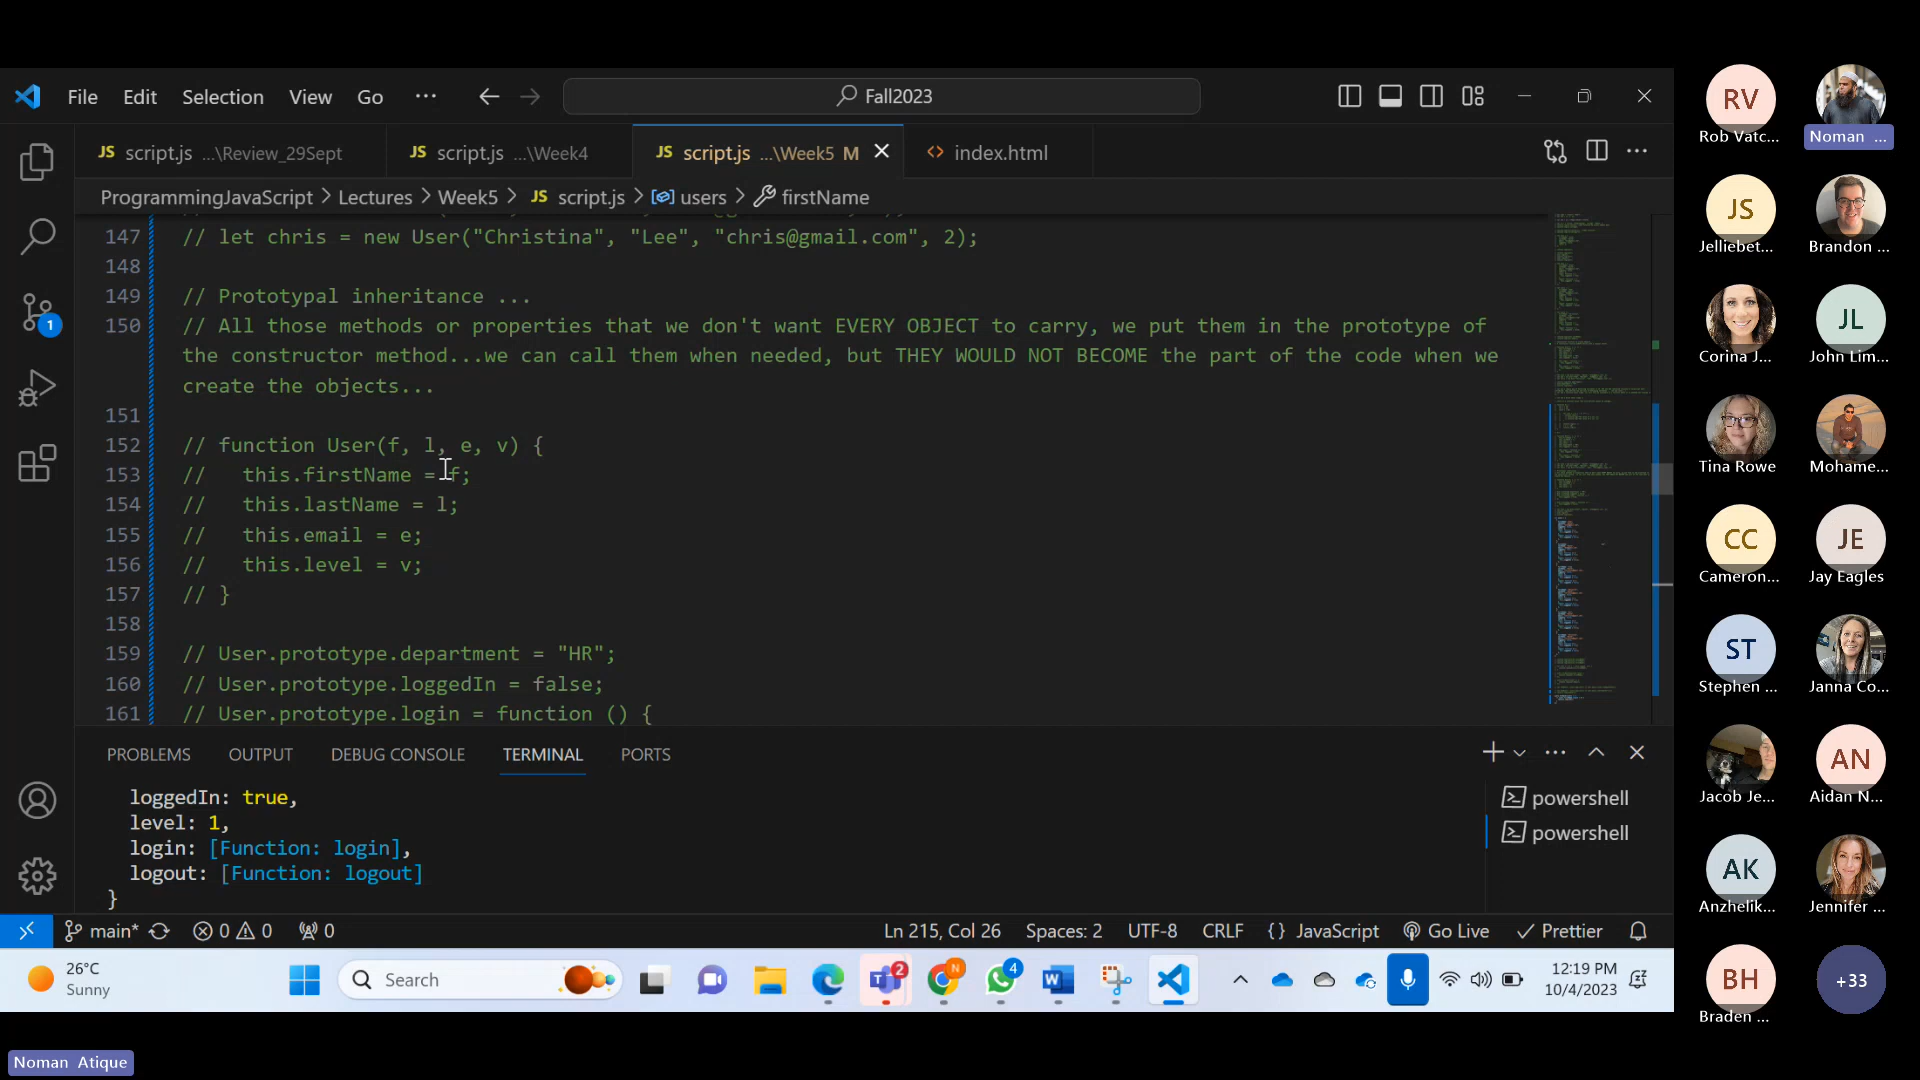 File Edit Selection View Go ... Fall2023
JS script.js ...\Review_29Sept JS script.js ...\Week4 JS script.js ...\Week5 M <> index.html
ProgrammingJavaScript > Lectures > Week5 > JS script.js > users > firstName
147 // let chris = new User("Christina", "Lee", "chris@gmail.com", 2);
148
149 // Prototypal inheritance ...
150 // All those methods or properties that we don't want EVERY OBJECT to carry, we put them in the prototype of
the constructor method...we can call them when needed, but THEY WOULD NOT BECOME the part of the code when we
create the objects...
151
152 // function User(f, l, e, v) {
153 //   this.firstName = f;
154 //   this.lastName = l;
155 //   this.email = e;
156 //   this.level = v;
157 // }
158
159 // User.prototype.department = "HR";
160 // User.prototype.loggedIn = false;
161 // User.prototype.login = function () {
1
PROBLEMS OUTPUT DEBUG CONSOLE TERMINAL PORTS
loggedIn: true,
level: 1,
login: [Function: login],
logout: [Function: logout]
}
powershell
powershell
main* 0 0 0 Ln 215, Col 26 Spaces: 2 UTF-8 CRLF {} JavaScript Go Live Prettier
26°C
Sunny
Search
2
N
4
12:19 PM
10/4/2023
RV
Rob Vatc... Noman ...
JS
Jelliebet... Brandon ...
JL
Corina J... John Lim...
Tina Rowe Mohame...
CC JE
Cameron... Jay Eagles
ST
Stephen ... Janna Co...
AN
Jacob Je... Aidan N...
AK
Anzhelik... Jennifer ...
BH +33
Braden ...
Noman Atique